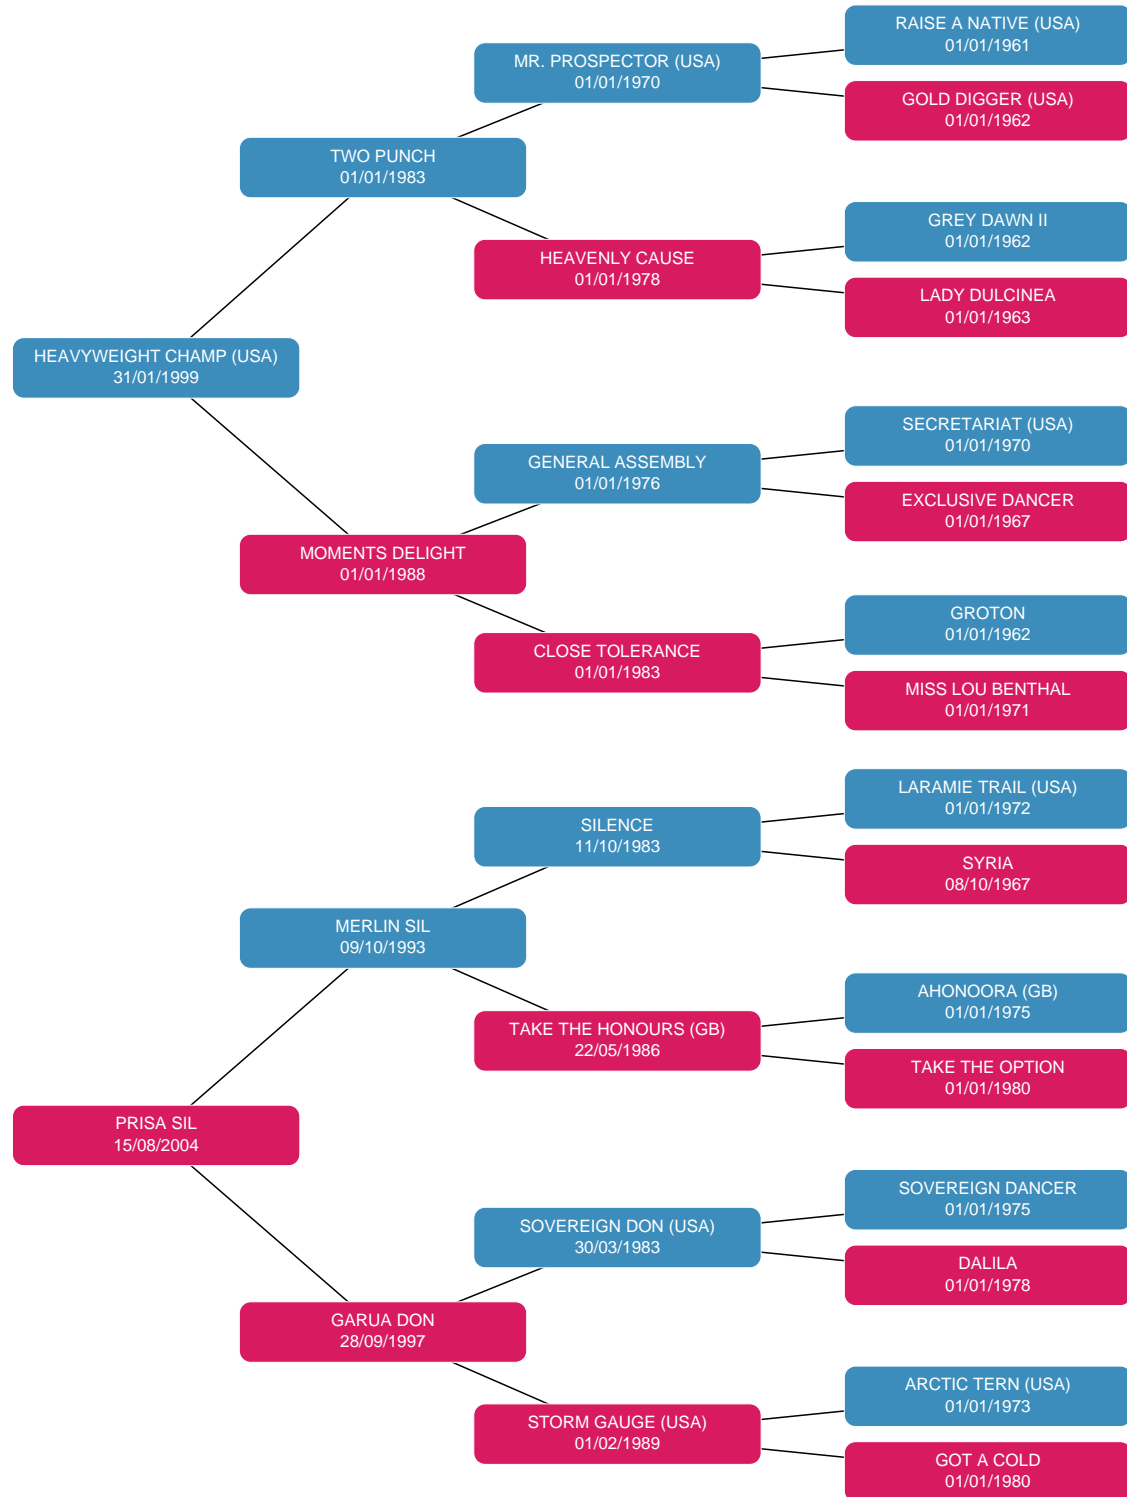 RAISE A NATIVE (USA)
01/01/1961
MR. PROSPECTOR (USA)
01/01/1970
GOLD DIGGER (USA)
01/01/1962
TWO PUNCH
01/01/1983
GREY DAWN II
01/01/1962
HEAVENLY CAUSE
01/01/1978
LADY DULCINEA
01/01/1963
HEAVYWEIGHT CHAMP (USA)
31/01/1999
SECRETARIAT (USA)
01/01/1970
GENERAL ASSEMBLY
01/01/1976
EXCLUSIVE DANCER
01/01/1967
MOMENTS DELIGHT
01/01/1988
GROTON
01/01/1962
CLOSE TOLERANCE
01/01/1983
MISS LOU BENTHAL
01/01/1971
LARAMIE TRAIL (USA)
01/01/1972
SILENCE
11/10/1983
SYRIA
08/10/1967
MERLIN SIL
09/10/1993
AHONOORA (GB)
01/01/1975
TAKE THE HONOURS (GB)
22/05/1986
TAKE THE OPTION
01/01/1980
PRISA SIL
15/08/2004
SOVEREIGN DANCER
01/01/1975
SOVEREIGN DON (USA)
30/03/1983
DALILA
01/01/1978
GARUA DON
28/09/1997
ARCTIC TERN (USA)
01/01/1973
STORM GAUGE (USA)
01/02/1989
GOT A COLD
01/01/1980